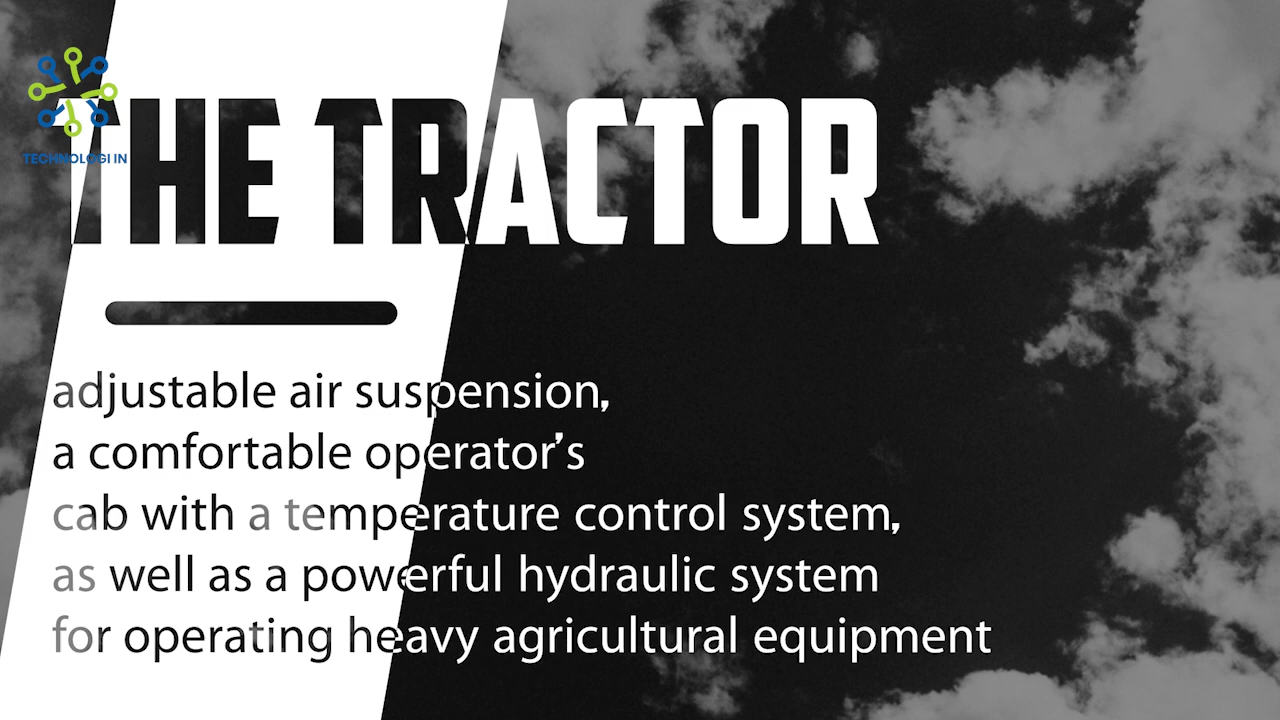 TECHNOLOGI IN
THE TRACTOR
adjustable air suspension,
a comfortable operator’s
cab with a temperature control system,
as well as a powerful hydraulic system
for operating heavy agricultural equipment